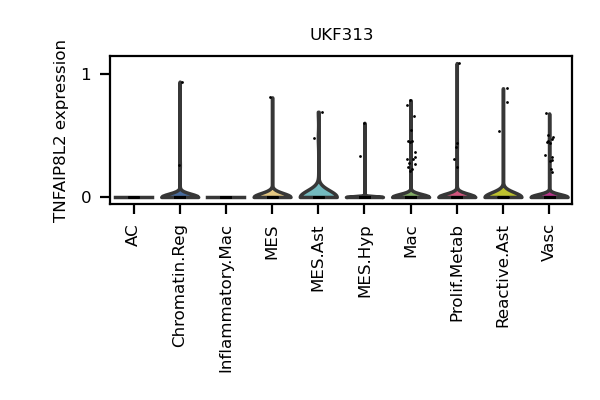 UKF313
TNFAIP8L2 expression
1
0
AC
Chromatin.Reg
Inflammatory.Mac
MES
MES.Ast
MES.Hyp
Mac
Prolif.Metab
Reactive.Ast
Vasc